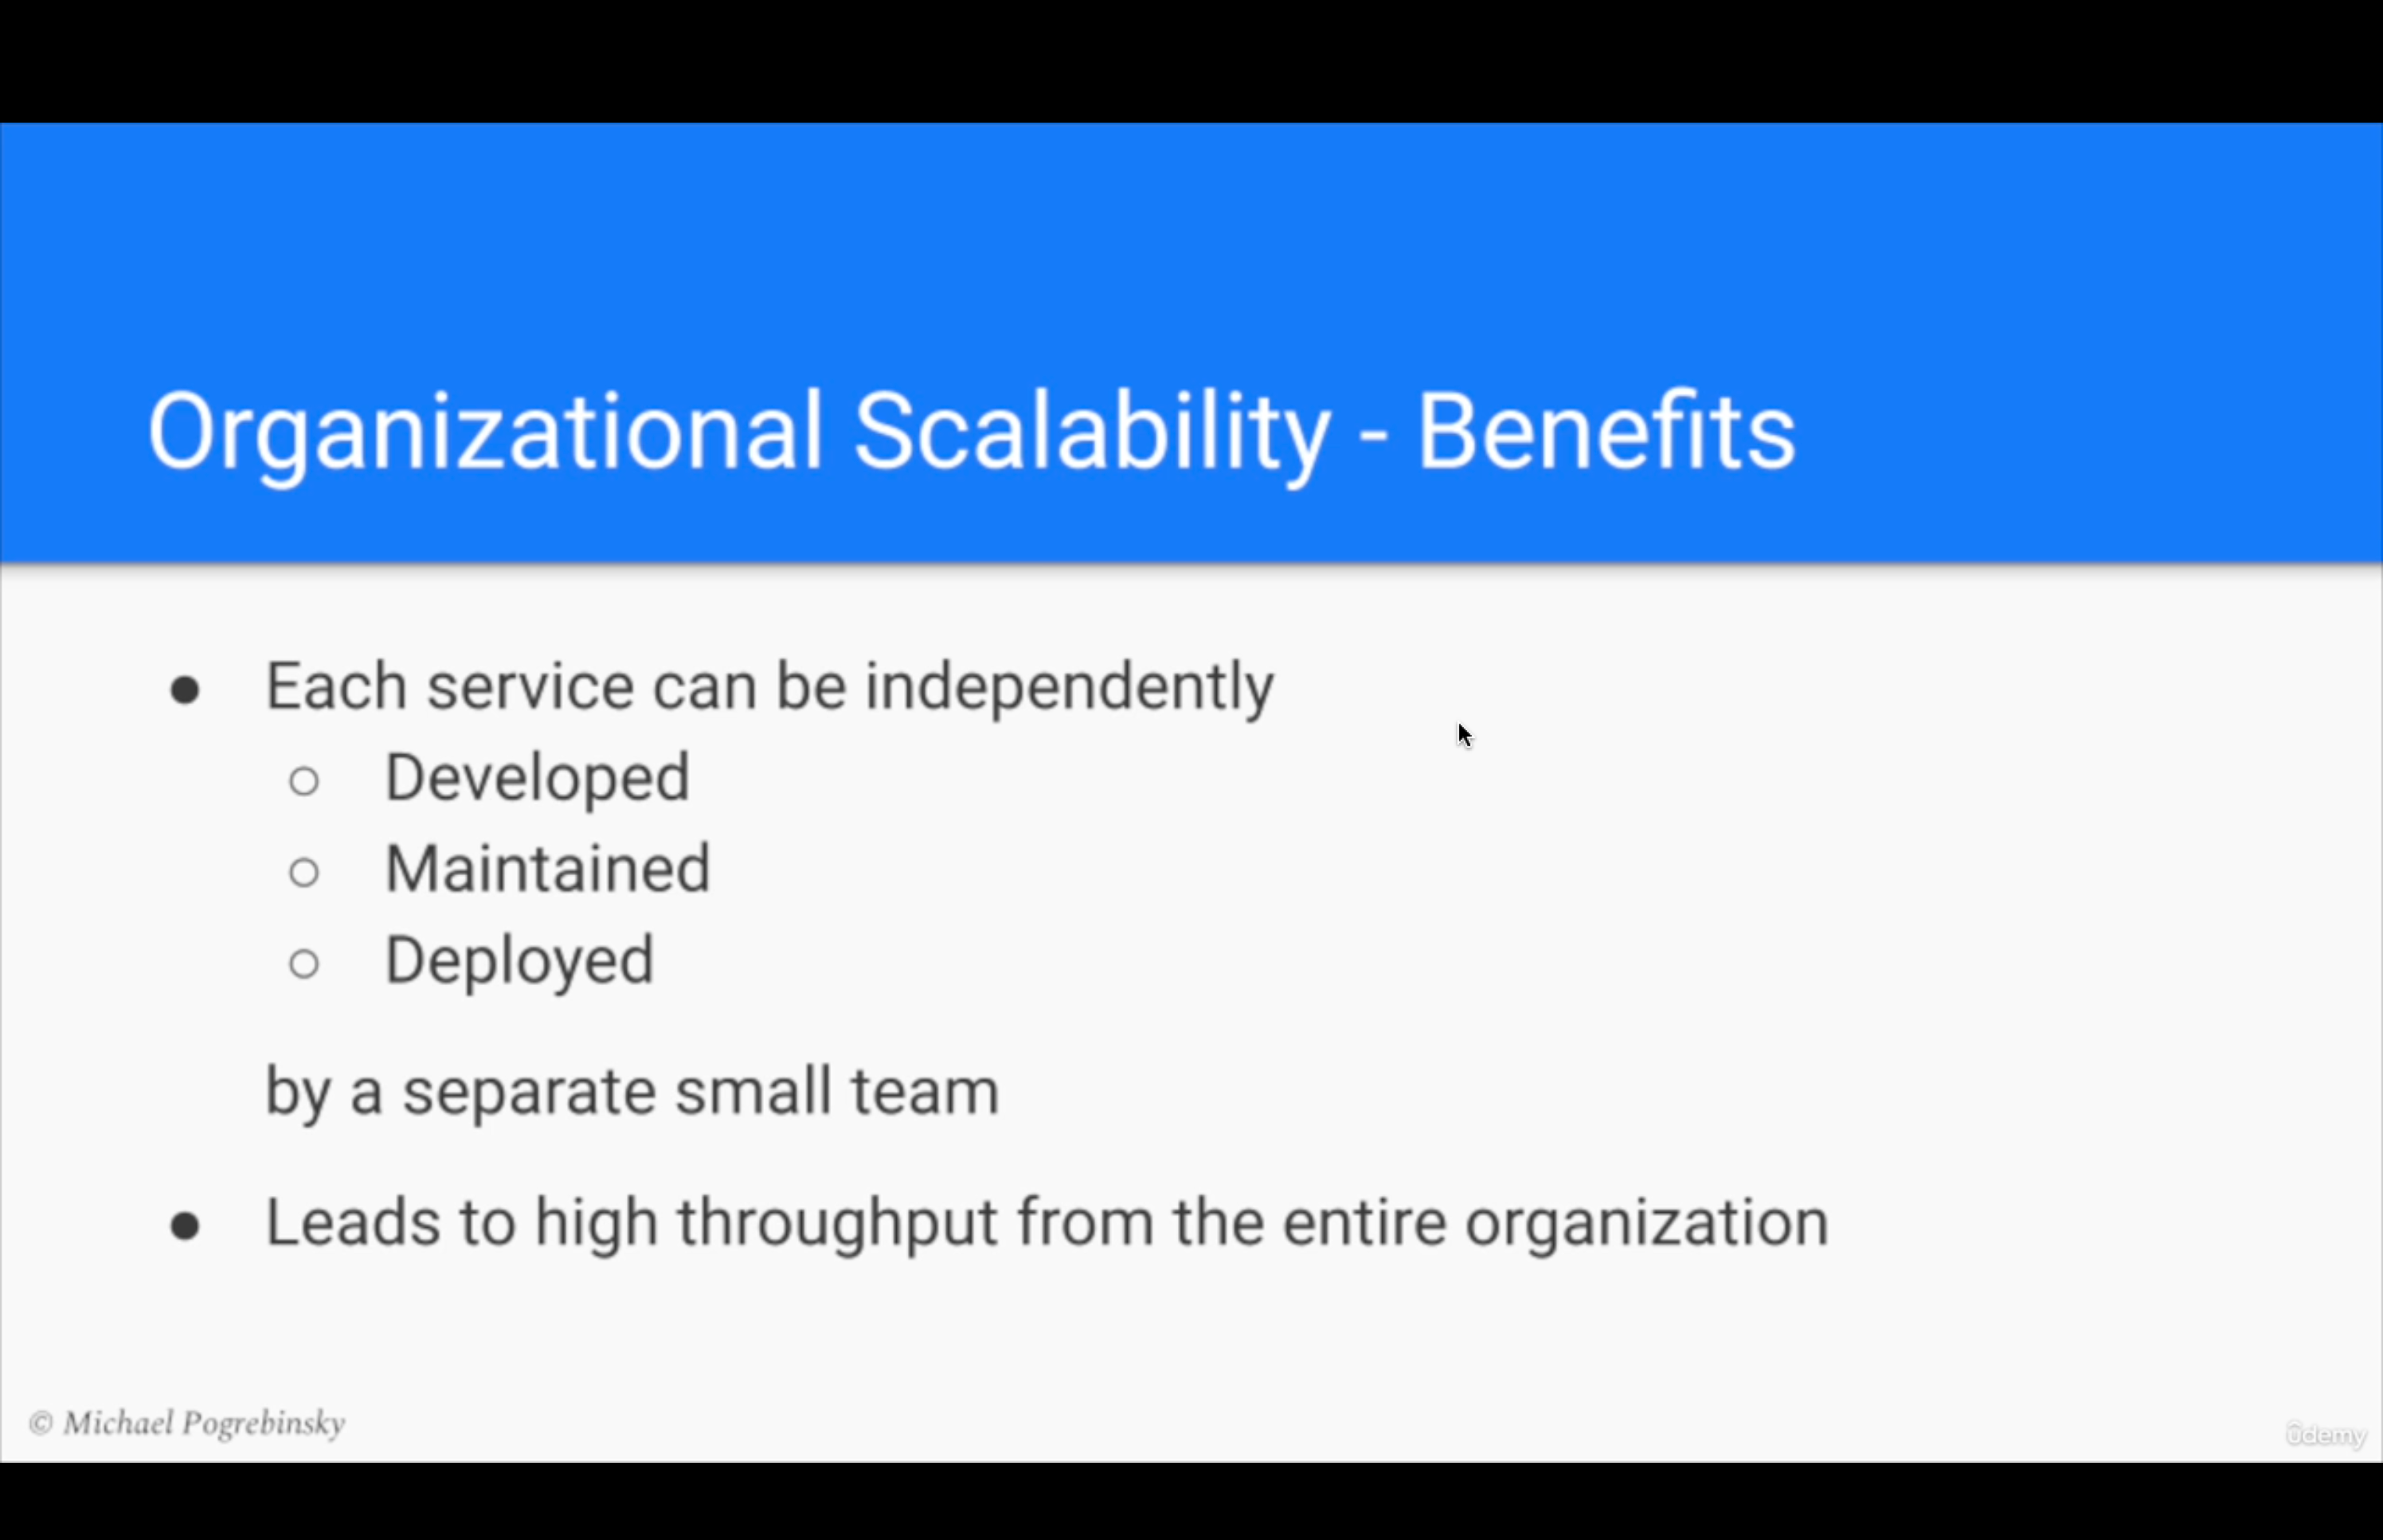 Organizational Scalability - Benefits
● Each service can be independently
○ Developed
○ Maintained
○ Deployed
by a separate small team
● Leads to high throughput from the entire organization
© Michael Pogrebinsky
ûdemy